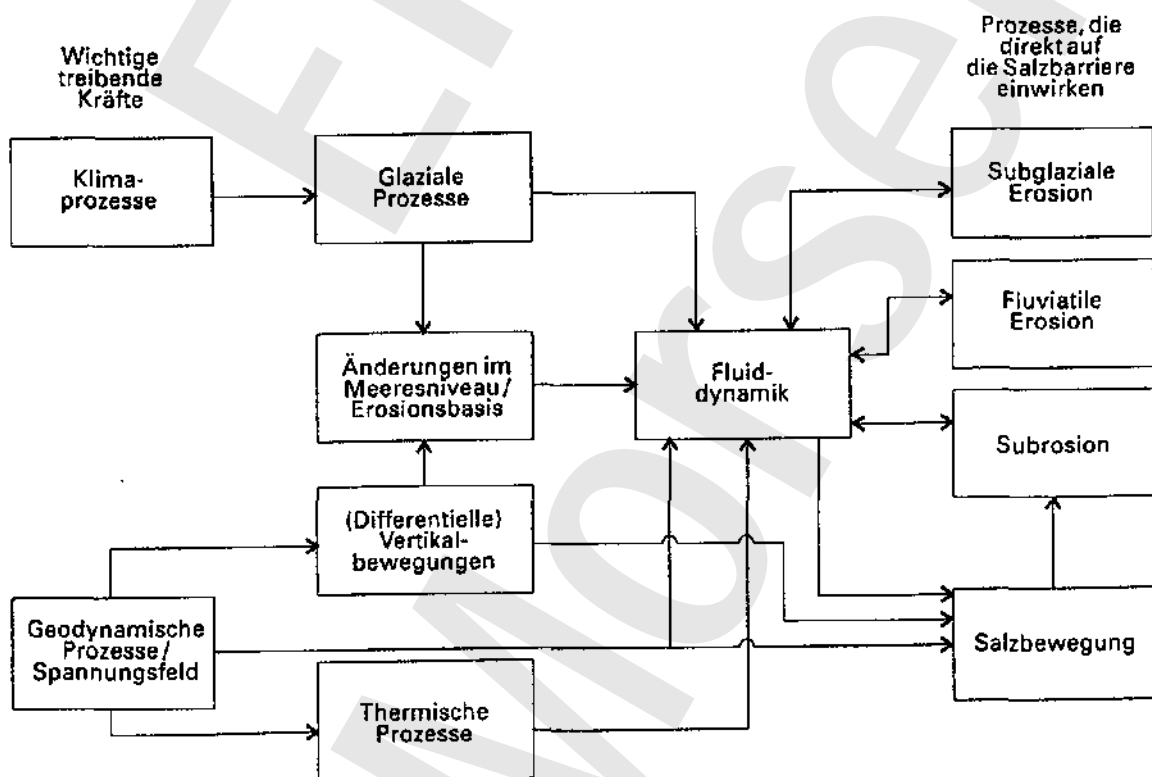 Wichtige
treibende
Kräfte
Prozesse, die
direkt auf
die Salzbarriere
einwirken
Klima-
prozesse
Glaziale
Prozesse
Subglaziale
Erosion
Fluviatile
Erosion
Änderungen im
Meeresniveau/
Erosionsbasis
Fluid-
dynamik
Subrosion
(Differentielle)
Vertikal-
bewegungen
Geodynamische
Prozesse/
Spannungsfeld
Salzbewegung
Thermische
Prozesse